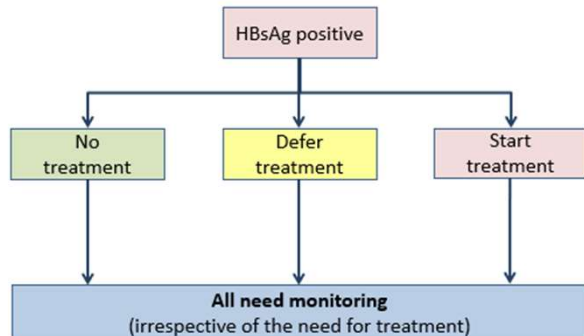 HBsAg positive
No
treatment
Defer
treatment
Start
treatment
All need monitoring
(irrespective of the need for treatment)